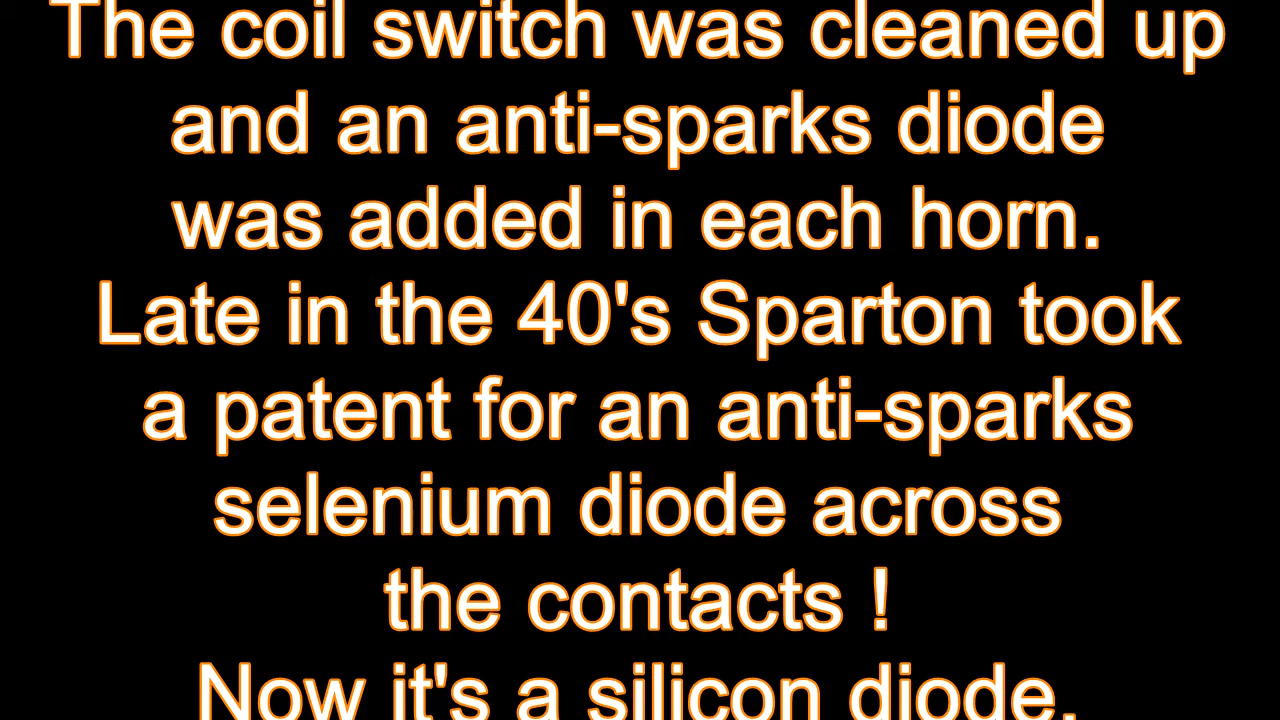 The coil switch was cleaned up
and an anti-sparks diode
was added in each horn.
Late in the 40's Sparton took
a patent for an anti-sparks
selenium diode across
the contacts !
Now it's a silicon diode.